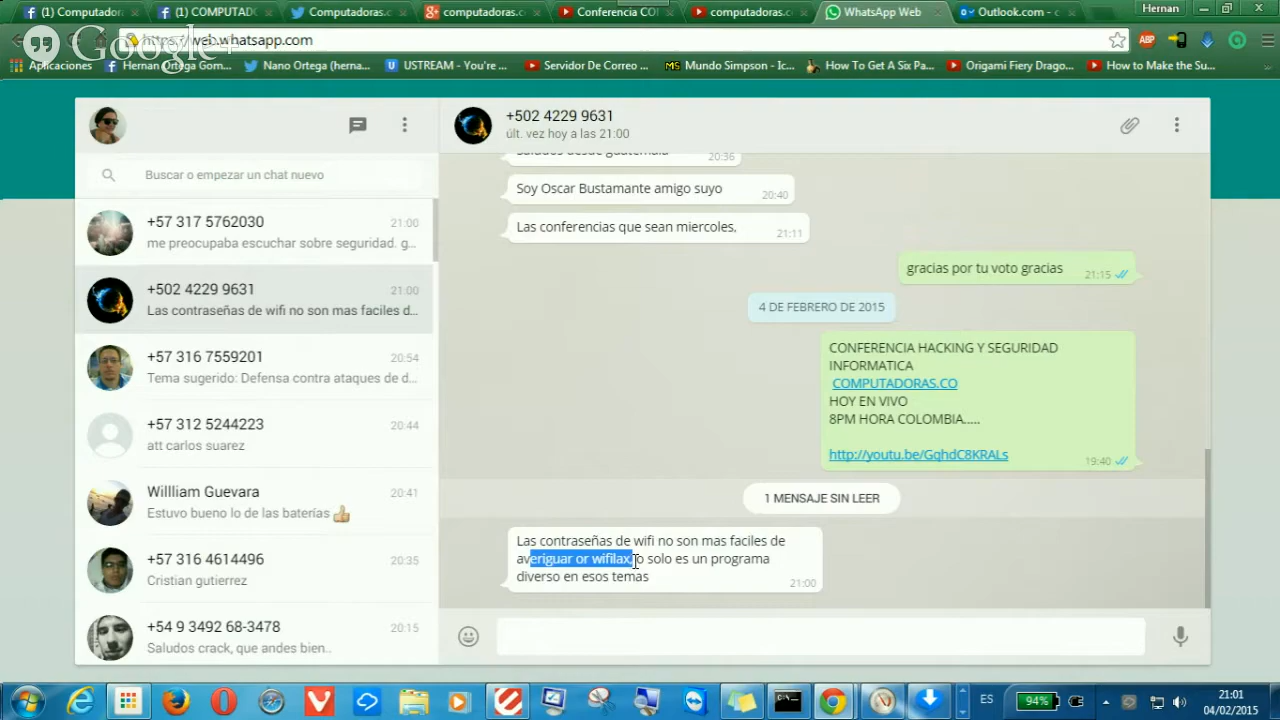 (1) Computador
(1) COMPUTAD
Computadoras.c
computadoras.c
Conferencia CO
computadoras.c
WhatsApp Web
Outlook.com - c
Hernan
Google+
https://web.whatsapp.com
ABP
Aplicaciones
Hernan Ortega Gom...
Nano Ortega (herna...
USTREAM - You're ...
Servidor De Correo ...
Mundo Simpson - Ic...
How To Get A Six Pa...
Origami Fiery Drago...
How to Make the Su...
+502 4229 9631
últ. vez hoy a las 21:00
Buscar o empezar un chat nuevo
+57 317 5762030
21:00
me preocupaba escuchar sobre seguridad. g...
+502 4229 9631
21:00
Las contraseñas de wifi no son mas faciles d...
+57 316 7559201
20:54
Tema sugerido: Defensa contra ataques de d...
+57 312 5244223
20:44
att carlos suarez
Willliam Guevara
20:41
Estuvo bueno lo de las baterías
+57 316 4614496
20:35
Cristian gutierrez
+54 9 3492 68-3478
20:15
Saludos crack, que andes bien..
Saludos desde guatemala
20:36
Soy Oscar Bustamante amigo suyo
20:40
Las conferencias que sean miercoles,
21:11
gracias por tu voto gracias
21:15
4 DE FEBRERO DE 2015
CONFERENCIA HACKING Y SEGURIDAD
INFORMATICA
COMPUTADORAS.CO
HOY EN VIVO
8PM HORA COLOMBIA.....
http://youtu.be/GqhdC8KRALs
19:40
1 MENSAJE SIN LEER
Las contraseñas de wifi no son mas faciles de
averiguar or wifilax, o solo es un programa
diverso en esos temas
21:00
ES
94%
21:01
04/02/2015